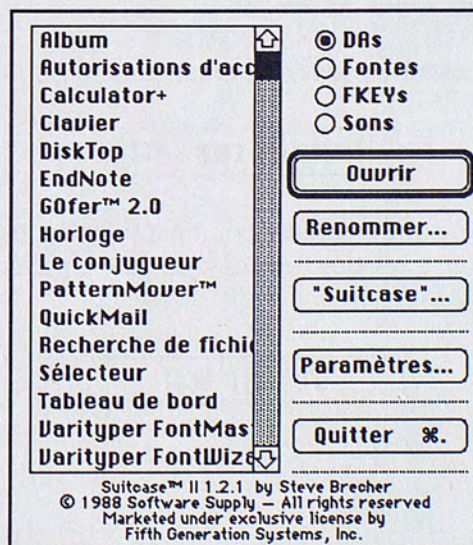 Album
Autorisations d'acc
Calculator+
Clavier
DiskTop
EndNote
GOfer™ 2.0
Horloge
Le conjugueur
PatternMover™
QuickMail
Recherche de fichi
Sélecteur
Tableau de bord
Varityper FontMas
Varityper FontWiza
DAs
Fontes
FKEYs
Sons
Ouvrir
Renommer...
"Suitcase"...
Paramètres...
Quitter ⌘.
Suitcase™ II 1.2.1 by Steve Brecher
© 1988 Software Supply — All rights reserved
Marketed under exclusive license by
Fifth Generation Systems, Inc.